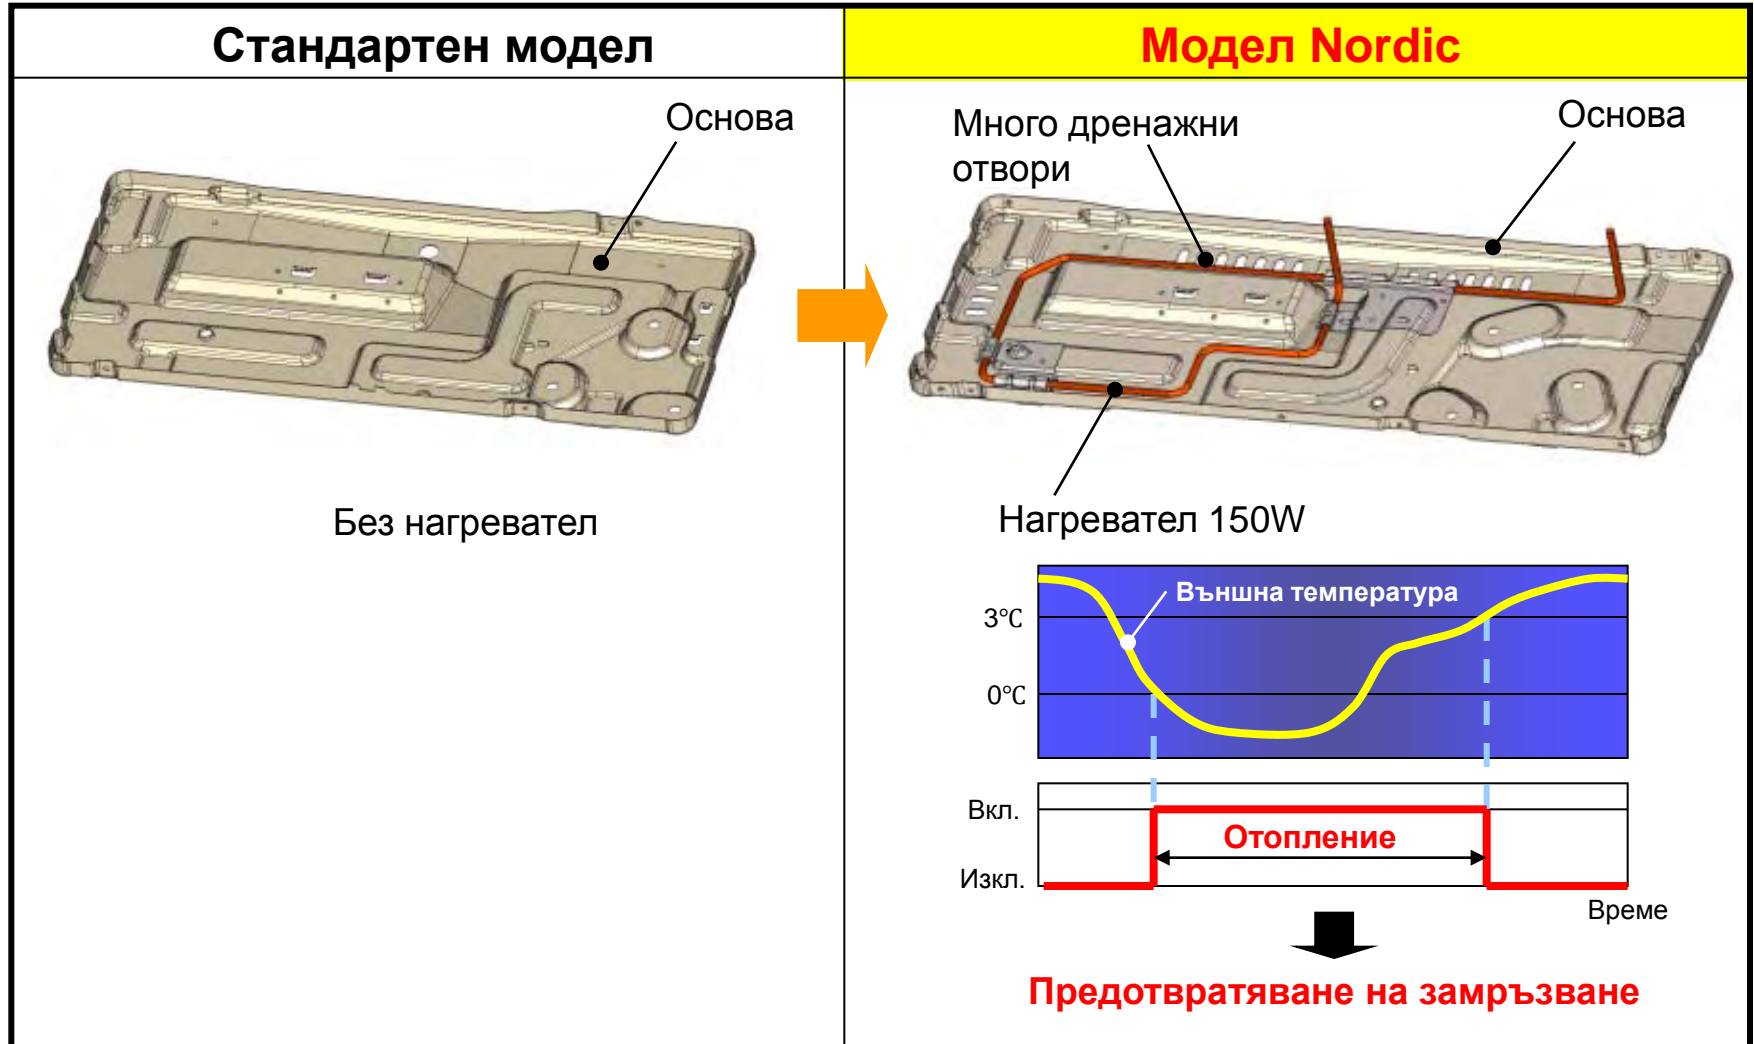 Стандартен модел
Модел Nordic
Основа
Без нагревател
Много дренажни
отвори
Основа
Нагревател 150W
Външна температура
3℃
0℃
Вкл.
Отопление
Изкл.
Време
Предотвратяване на замръзване